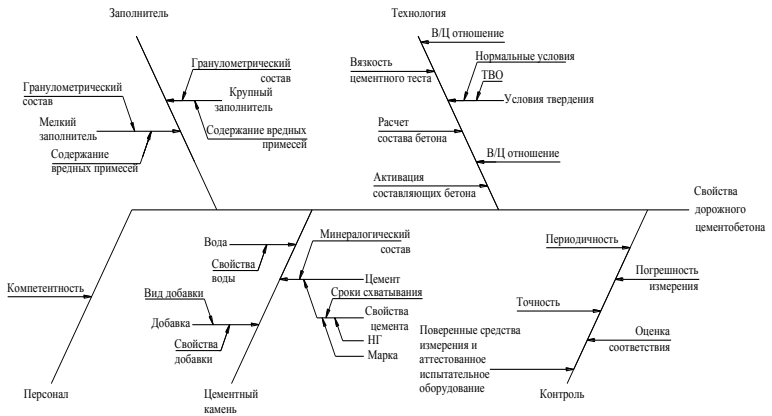 Заполнитель
Технология
В/Ц отношение
Нормальные условия
ТВО
Вязкость
цементного теста
Условия твердения
Гранулометрический
состав
Крупный
заполнитель
Содержание вредных
примесей
Гранулометрический
состав
Мелкий
заполнитель
Содержание
вредных примесей
Расчет
состава бетона
В/Ц отношение
Активация
составляющих бетона
Свойства
дорожного
цементобетона
Компетентность
Персонал
Вода
Свойства
воды
Минералогический
состав
Цемент
Сроки схватывания
Свойства
цемента
НГ
Марка
Вид добавки
Добавка
Свойства
добавки
Цементный
камень
Периодичность
Погрешность
измерения
Точность
Оценка
соответствия
Поверенные средства
измерения и
аттестованное
испытательное
оборудование
Контроль